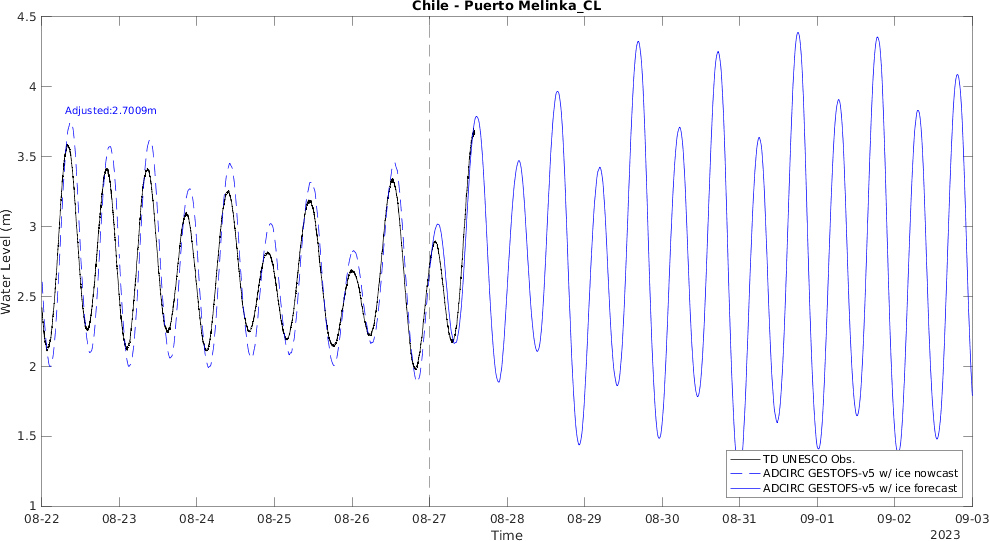 Chile - Puerto Melinka_CL
4.5
4
3.5
3
2.5
2
1.5
1
Water Level (m)
Adjusted:2.7009m
TD UNESCO Obs.
ADCIRC GESTOFS-v5 w/ ice nowcast
ADCIRC GESTOFS-v5 w/ ice forecast
08-22 08-23 08-24 08-25 08-26 08-27 08-28 08-29 08-30 08-31 09-01 09-02 09-03
Time
2023